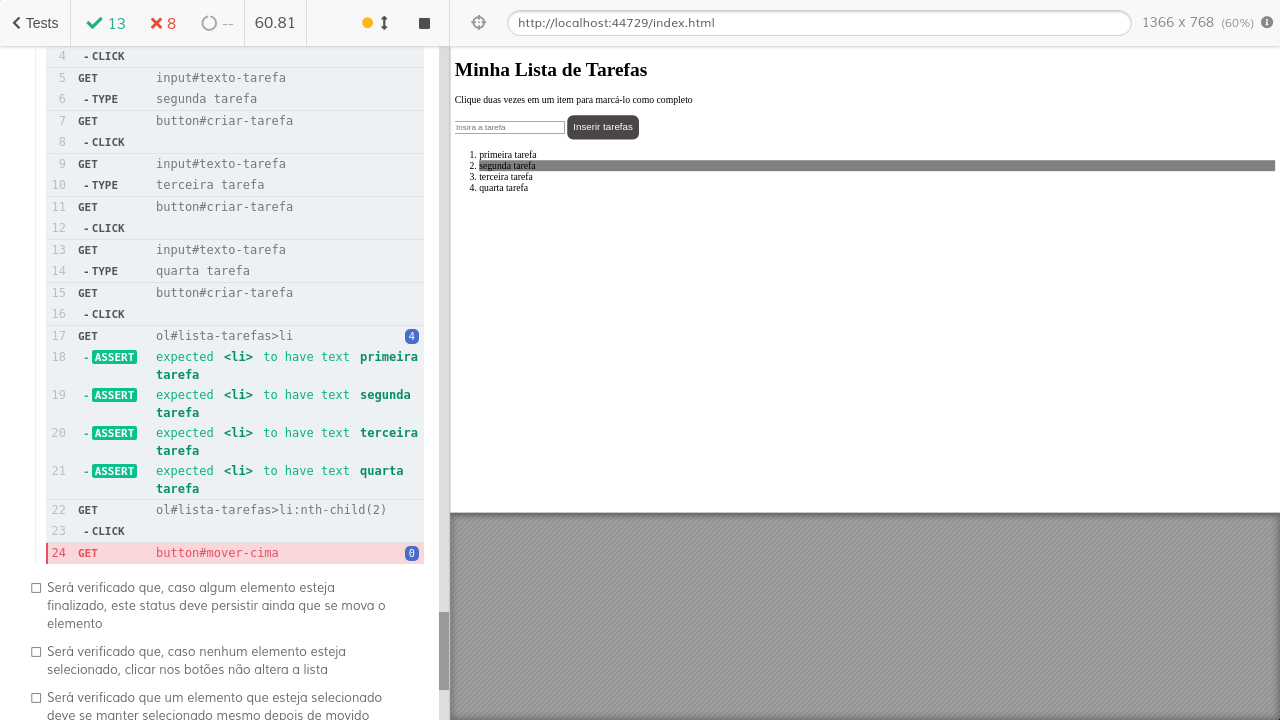 Tests 13 8 -- 60.81
4 - CLICK
5 GET input#texto-tarefa
6 - TYPE segunda tarefa
7 GET button#criar-tarefa
8 - CLICK
9 GET input#texto-tarefa
10 - TYPE terceira tarefa
11 GET button#criar-tarefa
12 - CLICK
13 GET input#texto-tarefa
14 - TYPE quarta tarefa
15 GET button#criar-tarefa
16 - CLICK
17 GET ol#lista-tarefas>li 4
18 - ASSERT expected <li> to have text primeira
tarefa
19 - ASSERT expected <li> to have text segunda
tarefa
20 - ASSERT expected <li> to have text terceira
tarefa
21 - ASSERT expected <li> to have text quarta
tarefa
22 GET ol#lista-tarefas>li:nth-child(2)
23 - CLICK
24 GET button#mover-cima 0
Será verificado que, caso algum elemento esteja
finalizado, este status deve persistir ainda que se mova o
elemento
Será verificado que, caso nenhum elemento esteja
selecionado, clicar nos botões não altera a lista
Será verificado que um elemento que esteja selecionado
deve se manter selecionado mesmo depois de movido
http://localhost:44729/index.html 1366 x 768 (60%)
Minha Lista de Tarefas
Clique duas vezes em um item para marcá-lo como completo
Insira a tarefa Inserir tarefas
1. primeira tarefa
2. segunda tarefa
3. terceira tarefa
4. quarta tarefa